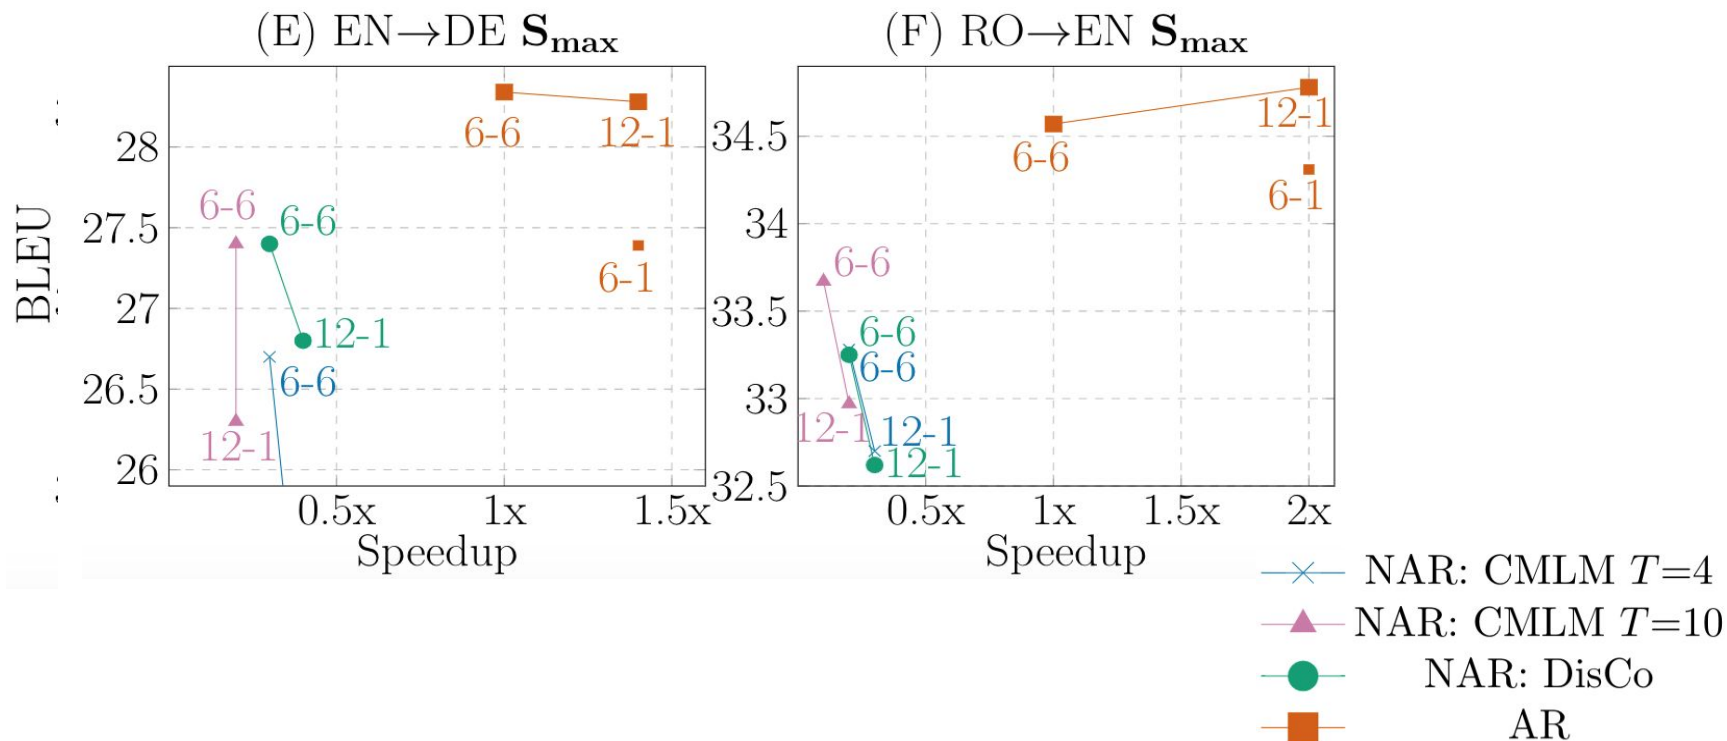 (E) EN→DE Smax
(F) RO→EN Smax
BLEU
28
27.5
27
26.5
26
6-6
12-1
6-1
6-6
6-6
12-1
6-6
12-1
0.5x
1x
1.5x
Speedup
34.5
34
33.5
33
32.5
12-1
6-6
6-1
6-6
6-6
6-6
12-1
12-1
12-1
0.5x
1x
1.5x
2x
Speedup
NAR: CMLM T=4
NAR: CMLM T=10
NAR: DisCo
AR